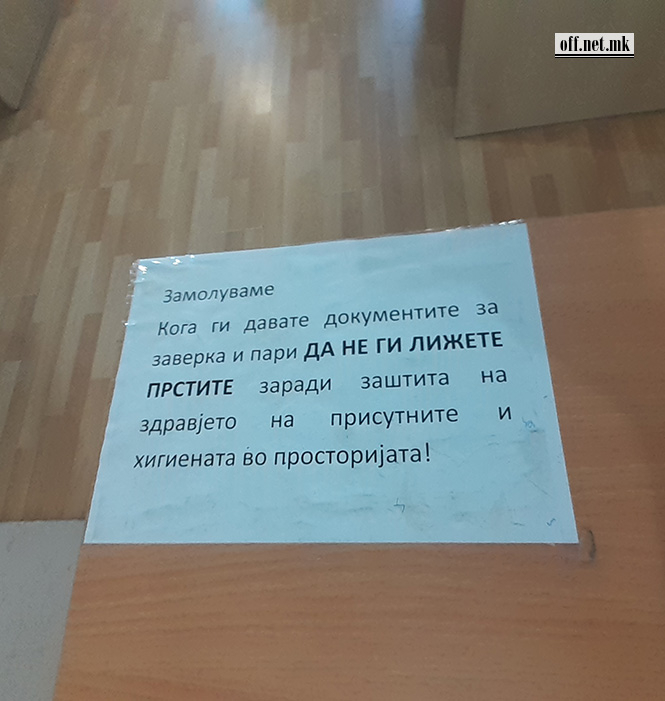 off.net.mk
Замолуваме
Кога ги давате документите за
заверка и пари ДА НЕ ГИ ЛИЖЕТЕ
ПРСТИТЕ заради заштита на
здравјето на присутните и
хигиената во просторијата!